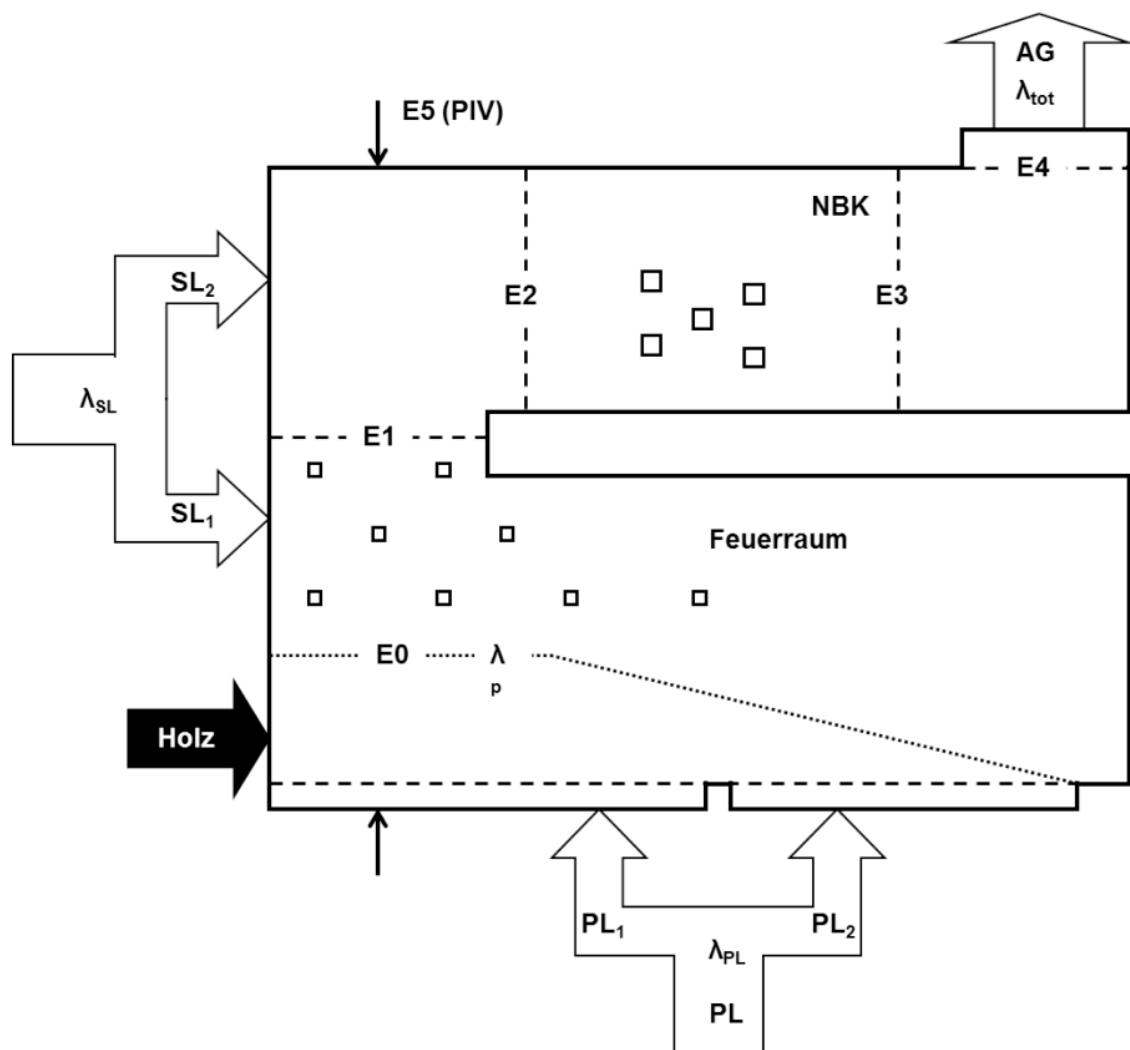 AG
λtot
E5 (PIV)
E4
NBK
SL₂
E2
E3
λSL
E1
SL₁
Feuerraum
E0 λ
p
Holz
PL₁
PL₂
λPL
PL